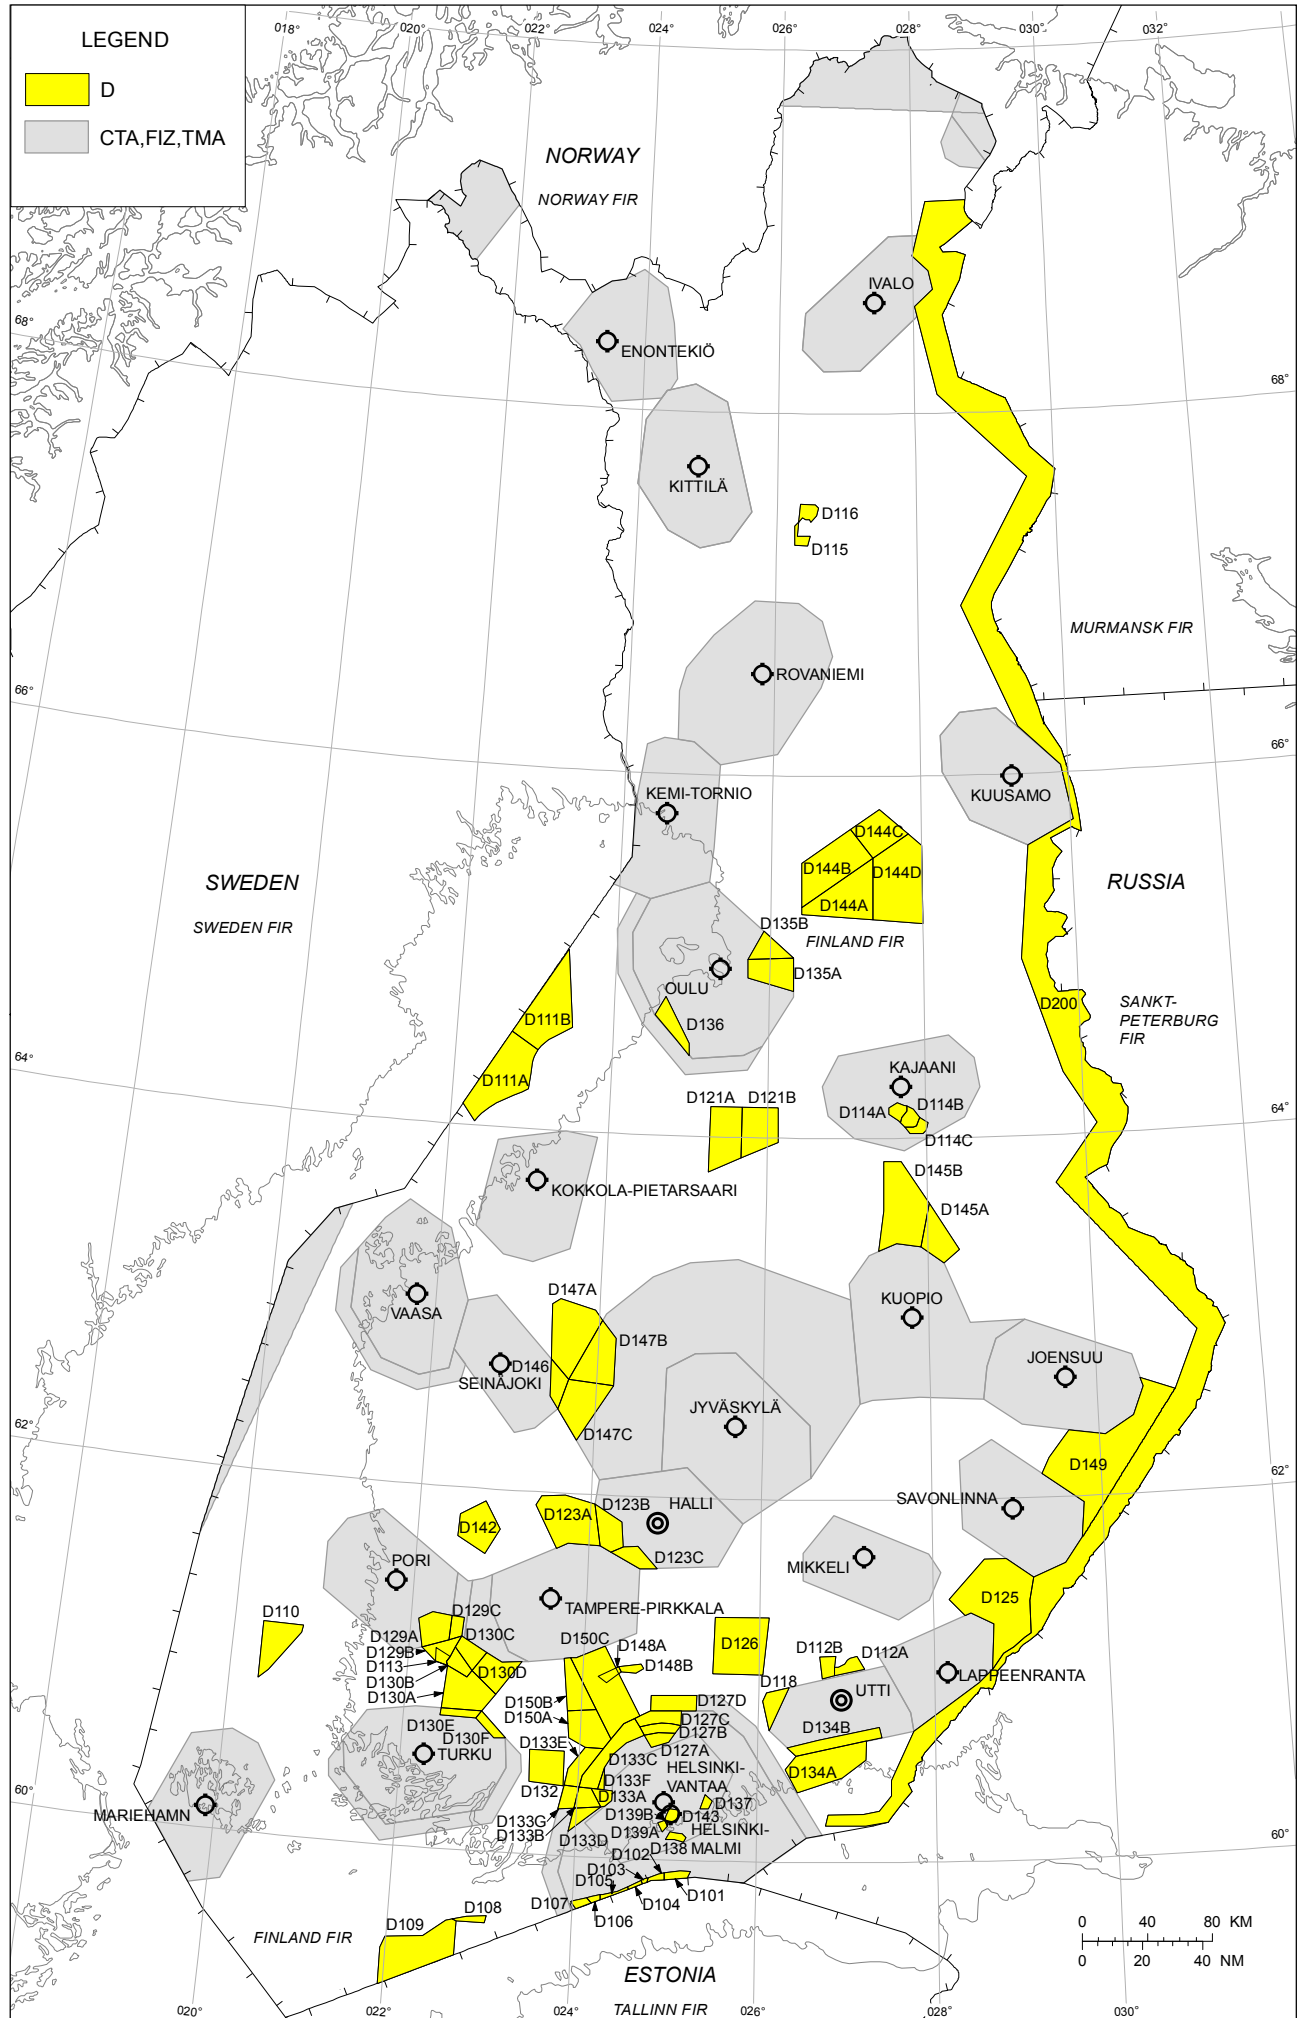 LEGEND
D
CTA,FIZ,TMA
018°
020°
022°
024°
026°
028°
030°
032°
NORWAY
NORWAY FIR
IVALO
ENONTEKIÖ
68°
68°
KITTILÄ
D116
D115
MURMANSK FIR
ROVANIEMI
66°
66°
KUUSAMO
KEMI-TORNIO
D144C
D144B
D144D
D144A
SWEDEN
SWEDEN FIR
RUSSIA
D135B
FINLAND FIR
D135A
OULU
D136
D111B
D111A
D200
SANKT-
PETERBURG
FIR
64°
64°
KAJAANI
D114A
D114B
D114C
D121A
D121B
D145B
D145A
KOKKOLA-PIETARSAARI
VAASA
D147A
D147B
D146
SEINÄJOKI
D147C
KUOPIO
JOENSUU
JYVÄSKYLÄ
62°
62°
D149
SAVONLINNA
D123B
HALLI
D123A
D123C
D142
MIKKELI
PORI
D125
TAMPERE-PIRKKALA
D110
D129C
D129A
D130C
D129B
D113
D130B
D130D
D130A
D150C
D148A
D148B
D126
D112B
D112A
LAPPEENRANTA
D118
UTTI
D150B
D150A
D127D
D127C
D127B
D127A
D130E
D130F
TURKU
D133E
D133C
D134B
D134A
HELSINKI-
VANTAA
D132
D133F
D133A
D137
D139B
D143
D133G
D133B
D133D
D139A
HELSINKI-
MALMI
D138
MARIEHAMN
60°
60°
D102
D103
D105
D101
D104
D107
D106
D108
D109
FINLAND FIR
ESTONIA
TALLINN FIR
0 40 80 KM
0 20 40 NM
020°
022°
024°
026°
028°
030°